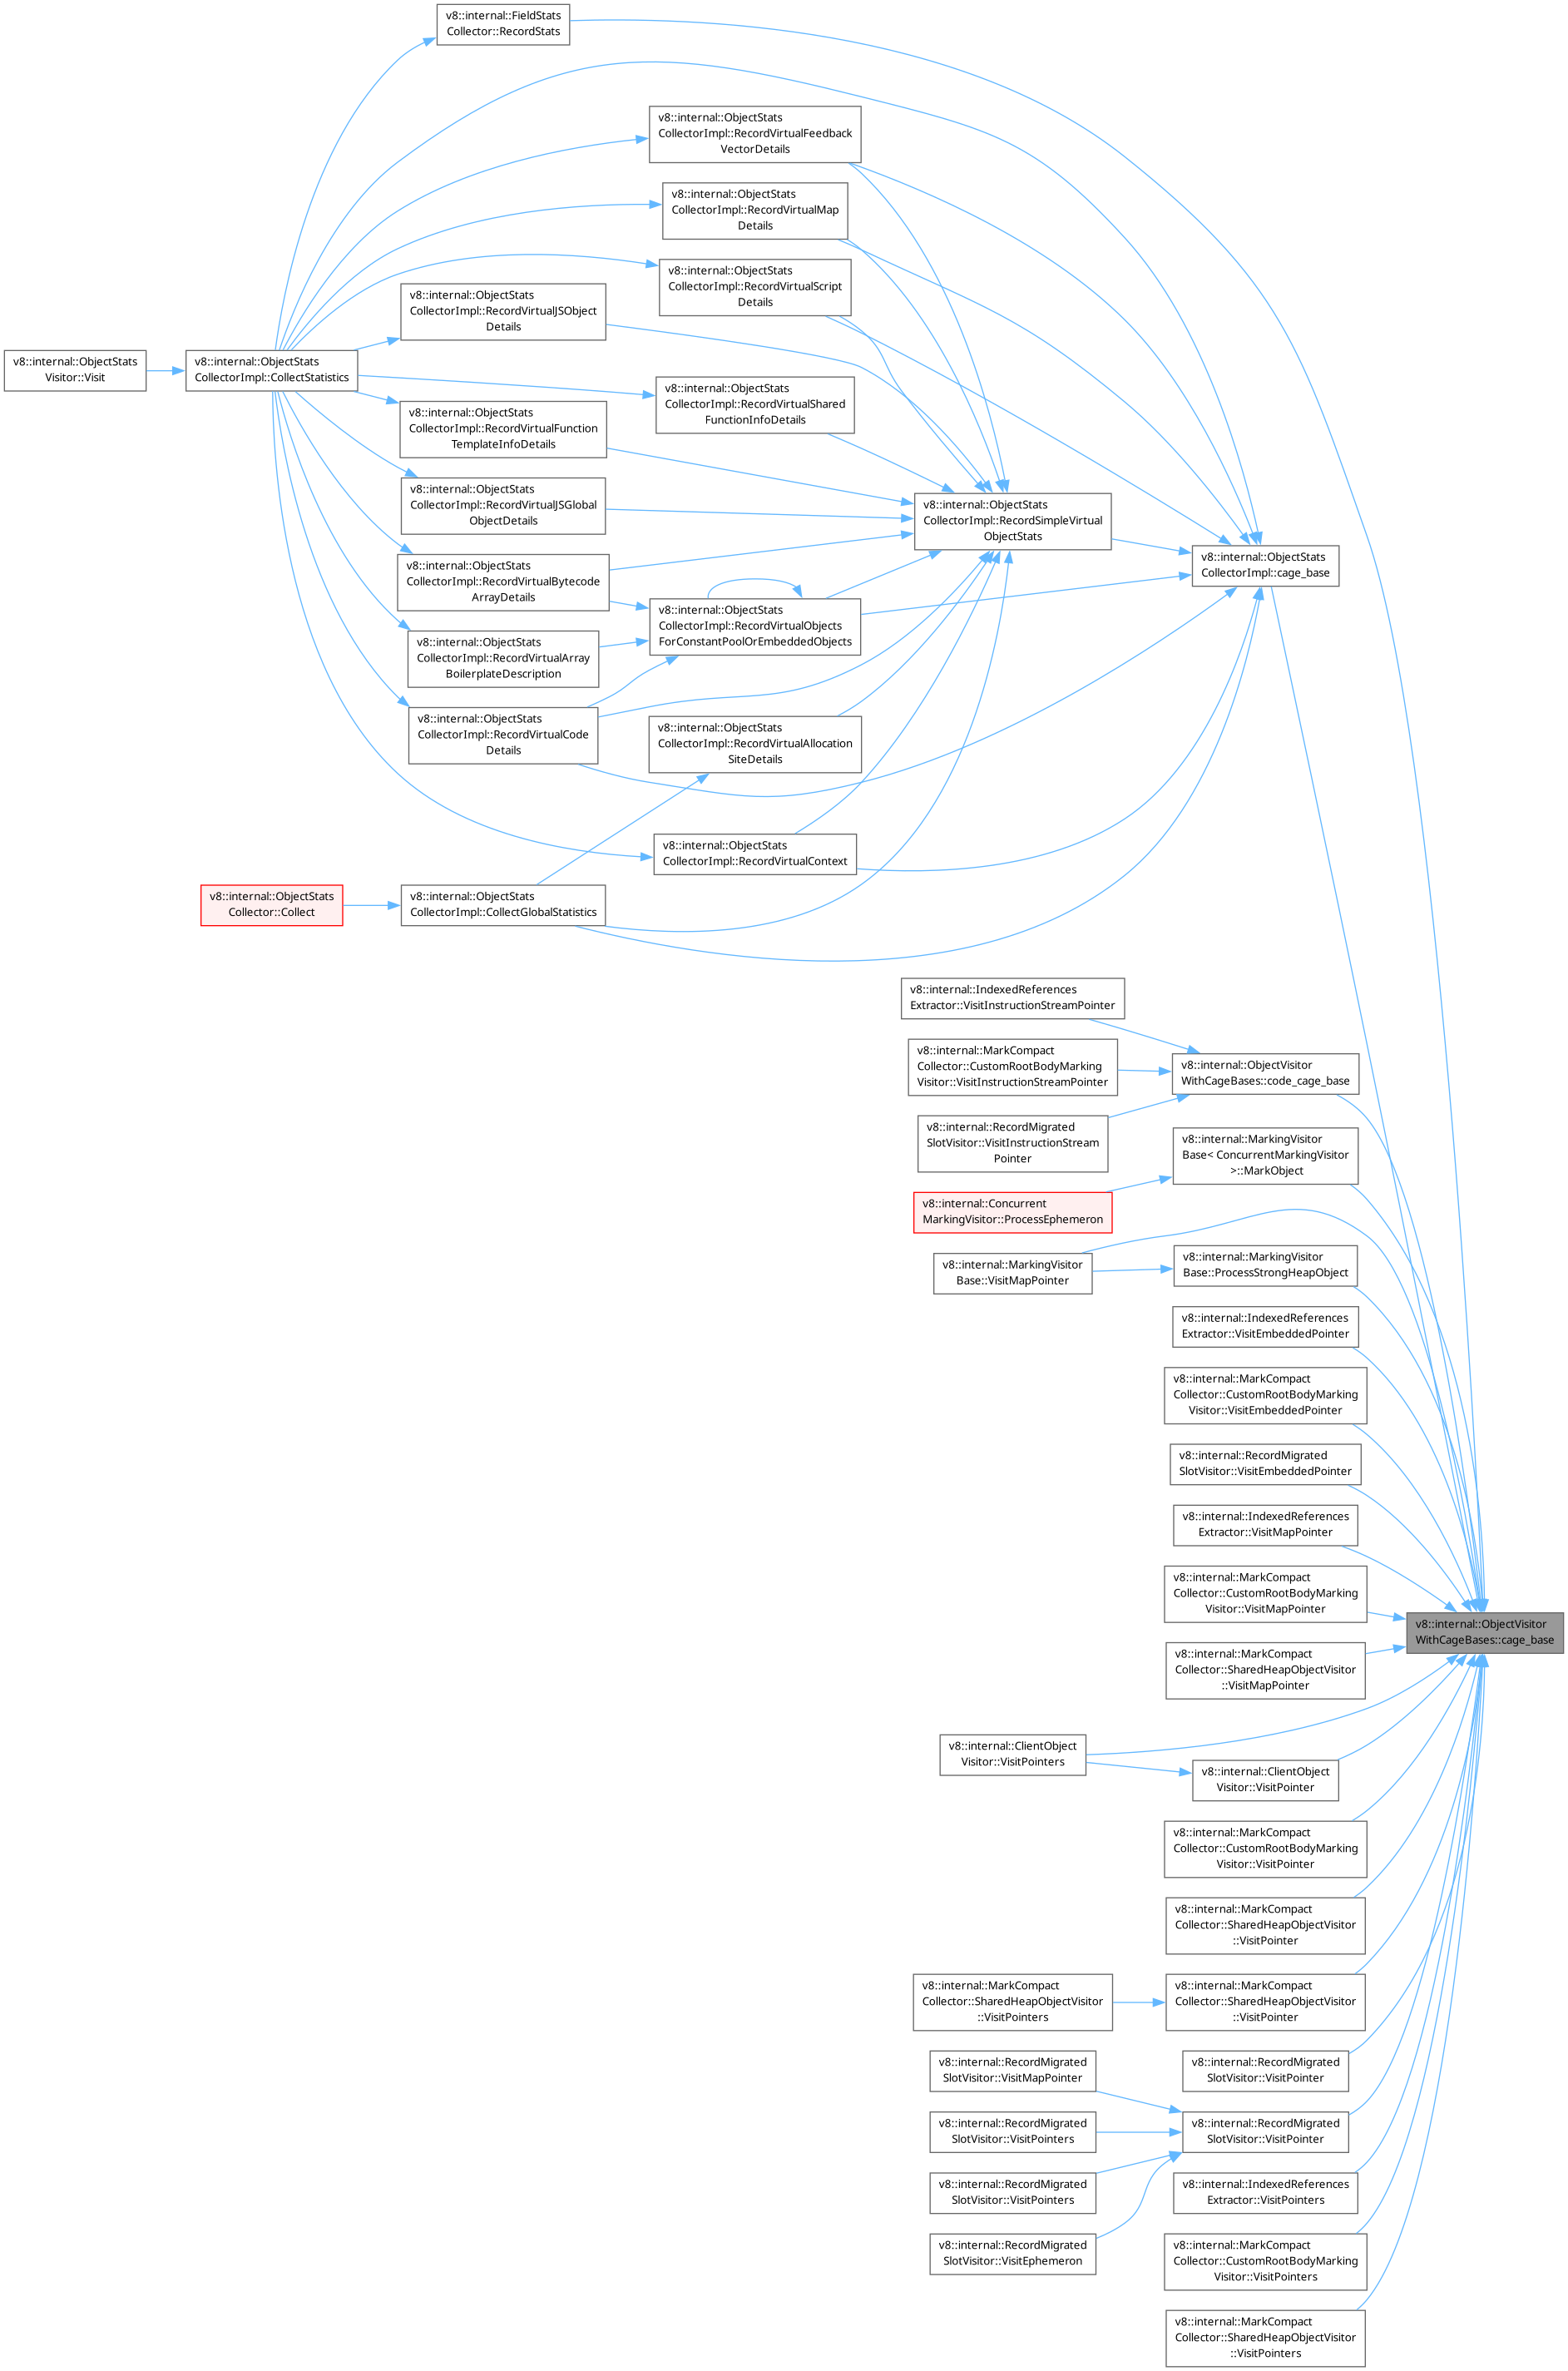 v8::internal::FieldStats
Collector::RecordStats
v8::internal::ObjectStats
CollectorImpl::RecordVirtualFeedback
VectorDetails
v8::internal::ObjectStats
CollectorImpl::RecordVirtualMap
Details
v8::internal::ObjectStats
CollectorImpl::RecordVirtualScript
Details
v8::internal::ObjectStats
CollectorImpl::RecordVirtualJSObject
Details
v8::internal::ObjectStats
Visitor::Visit
v8::internal::ObjectStats
CollectorImpl::CollectStatistics
v8::internal::ObjectStats
CollectorImpl::RecordVirtualShared
FunctionInfoDetails
v8::internal::ObjectStats
CollectorImpl::RecordVirtualFunction
TemplateInfoDetails
v8::internal::ObjectStats
CollectorImpl::RecordVirtualJSGlobal
ObjectDetails
v8::internal::ObjectStats
CollectorImpl::RecordSimpleVirtual
ObjectStats
v8::internal::ObjectStats
CollectorImpl::cage_base
v8::internal::ObjectStats
CollectorImpl::RecordVirtualBytecode
ArrayDetails
v8::internal::ObjectStats
CollectorImpl::RecordVirtualObjects
ForConstantPoolOrEmbeddedObjects
v8::internal::ObjectStats
CollectorImpl::RecordVirtualArray
BoilerplateDescription
v8::internal::ObjectStats
CollectorImpl::RecordVirtualCode
Details
v8::internal::ObjectStats
CollectorImpl::RecordVirtualAllocation
SiteDetails
v8::internal::ObjectStats
CollectorImpl::RecordVirtualContext
v8::internal::ObjectStats
Collector::Collect
v8::internal::ObjectStats
CollectorImpl::CollectGlobalStatistics
v8::internal::IndexedReferences
Extractor::VisitInstructionStreamPointer
v8::internal::MarkCompact
Collector::CustomRootBodyMarking
Visitor::VisitInstructionStreamPointer
v8::internal::ObjectVisitor
WithCageBases::code_cage_base
v8::internal::RecordMigrated
SlotVisitor::VisitInstructionStream
Pointer
v8::internal::MarkingVisitor
Base< ConcurrentMarkingVisitor
>::MarkObject
v8::internal::Concurrent
MarkingVisitor::ProcessEphemeron
v8::internal::MarkingVisitor
Base::VisitMapPointer
v8::internal::MarkingVisitor
Base::ProcessStrongHeapObject
v8::internal::IndexedReferences
Extractor::VisitEmbeddedPointer
v8::internal::MarkCompact
Collector::CustomRootBodyMarking
Visitor::VisitEmbeddedPointer
v8::internal::RecordMigrated
SlotVisitor::VisitEmbeddedPointer
v8::internal::IndexedReferences
Extractor::VisitMapPointer
v8::internal::MarkCompact
Collector::CustomRootBodyMarking
Visitor::VisitMapPointer
v8::internal::ObjectVisitor
WithCageBases::cage_base
v8::internal::MarkCompact
Collector::SharedHeapObjectVisitor
::VisitMapPointer
v8::internal::ClientObject
Visitor::VisitPointers
v8::internal::ClientObject
Visitor::VisitPointer
v8::internal::MarkCompact
Collector::CustomRootBodyMarking
Visitor::VisitPointer
v8::internal::MarkCompact
Collector::SharedHeapObjectVisitor
::VisitPointer
v8::internal::MarkCompact
Collector::SharedHeapObjectVisitor
::VisitPointers
v8::internal::MarkCompact
Collector::SharedHeapObjectVisitor
::VisitPointer
v8::internal::RecordMigrated
SlotVisitor::VisitMapPointer
v8::internal::RecordMigrated
SlotVisitor::VisitPointer
v8::internal::RecordMigrated
SlotVisitor::VisitPointers
v8::internal::RecordMigrated
SlotVisitor::VisitPointer
v8::internal::RecordMigrated
SlotVisitor::VisitPointers
v8::internal::IndexedReferences
Extractor::VisitPointers
v8::internal::RecordMigrated
SlotVisitor::VisitEphemeron
v8::internal::MarkCompact
Collector::CustomRootBodyMarking
Visitor::VisitPointers
v8::internal::MarkCompact
Collector::SharedHeapObjectVisitor
::VisitPointers